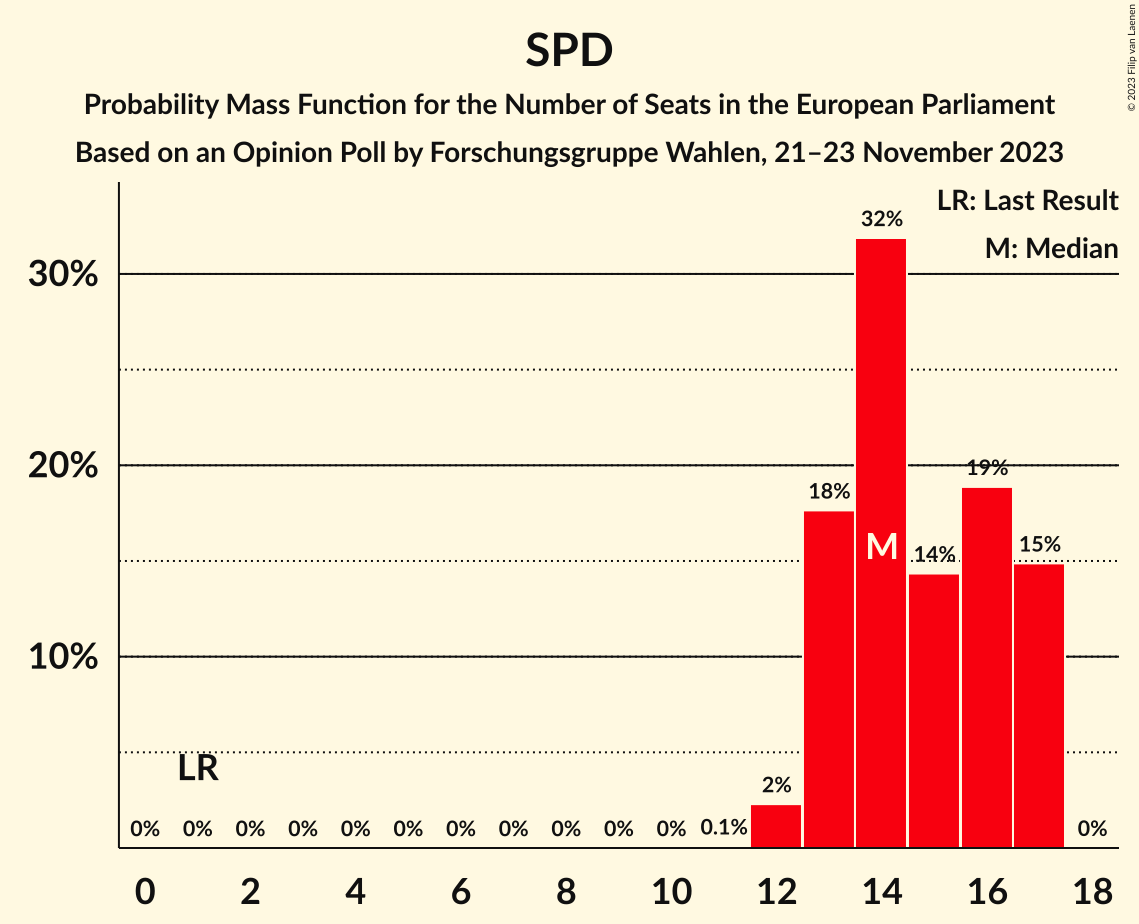 SPD
Probability Mass Function for the Number of Seats in the European Parliament
Based on an Opinion Poll by Forschungsgruppe Wahlen, 21–23 November 2023
© 2023 Filip van Laenen
LR: Last Result
M: Median
32%
30%
20%
19%
18%
M
14%
15%
10%
LR
2%
0% 0% 0% 0% 0% 0% 0% 0% 0% 0% 0% 0.1% 0%
0 2 4 6 8 10 12 14 16 18